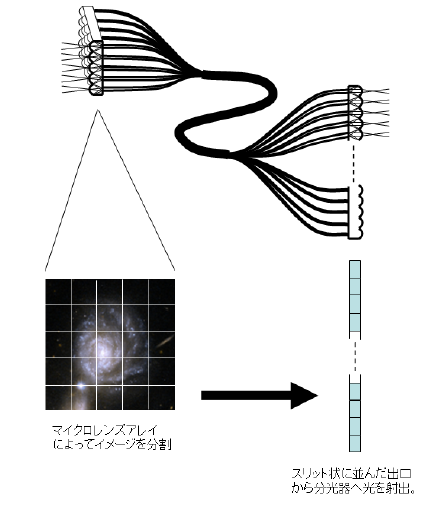 マイクロレンズアレイ
によってイメージを分割
スリット状に並んだ出口
から分光器へ光を射出。